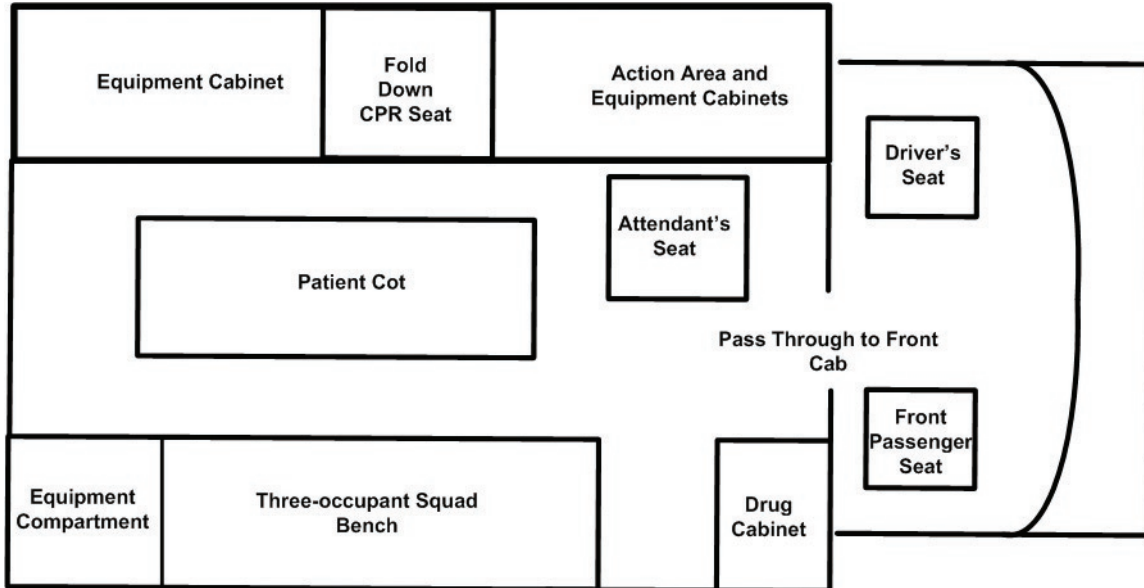 Equipment Cabinet
Fold
Down
CPR Seat
Action Area and
Equipment Cabinets
Driver’s
Seat
Attendant’s
Seat
Patient Cot
Pass Through to Front
Cab
Front
Passenger
Seat
Equipment
Compartment
Three-occupant Squad
Bench
Drug
Cabinet